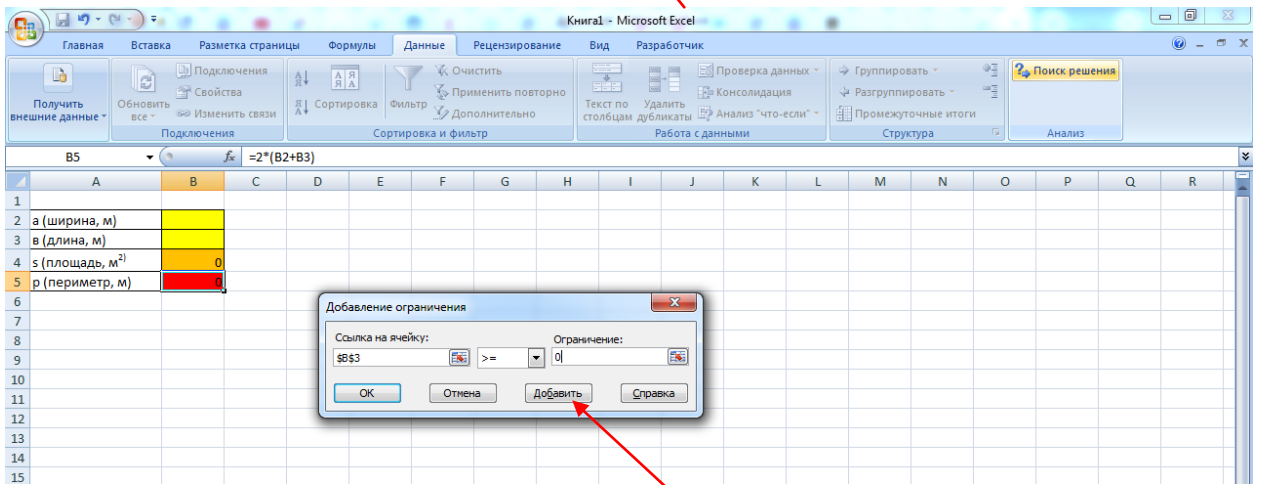 Книга1 - Microsoft Excel
Главная Вставка Разметка страницы Формулы Данные Рецензирование Вид Разработчик
Получить внешние данные
Обновить все
Подключения
Свойства
Изменить связи
Подключения
Сортировка
Фильтр
Очистить
Применить повторно
Дополнительно
Сортировка и фильтр
Текст по столбцам
Удалить дубликаты
Проверка данных
Консолидация
Анализ "что-если"
Работа с данными
Группировать
Разгруппировать
Промежуточные итоги
Структура
Поиск решения
Анализ
B5 fx =2*(B2+B3)
A B C D E F G H I J K L M N O P Q R
1
2 а (ширина, м)
3 в (длина, м)
4 s (площадь, м²⁾ 0
5 р (периметр, м) 0
6
7
8
9
10
11
12
13
14
15
Добавление ограничения
Ссылка на ячейку: Ограничение:
$B$3 >= 0
ОК Отмена Добавить Справка